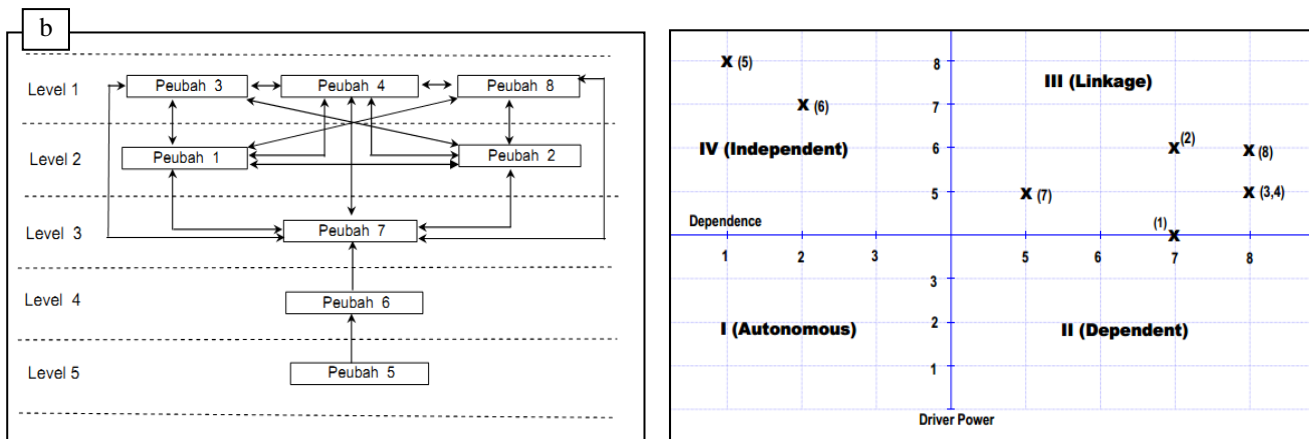 b
Level 1
Peubah 3
Peubah 4
Peubah 8
Level 2
Peubah 1
Peubah 2
Level 3
Peubah 7
Level 4
Peubah 6
Level 5
Peubah 5
8
(5)
III (Linkage)
7
(6)
IV (Independent)
6
(2)
(8)
5
(7)
(3,4)
Dependence
(1)
1 2 3 5 6 7 8
3
I (Autonomous)
2
II (Dependent)
1
Driver Power